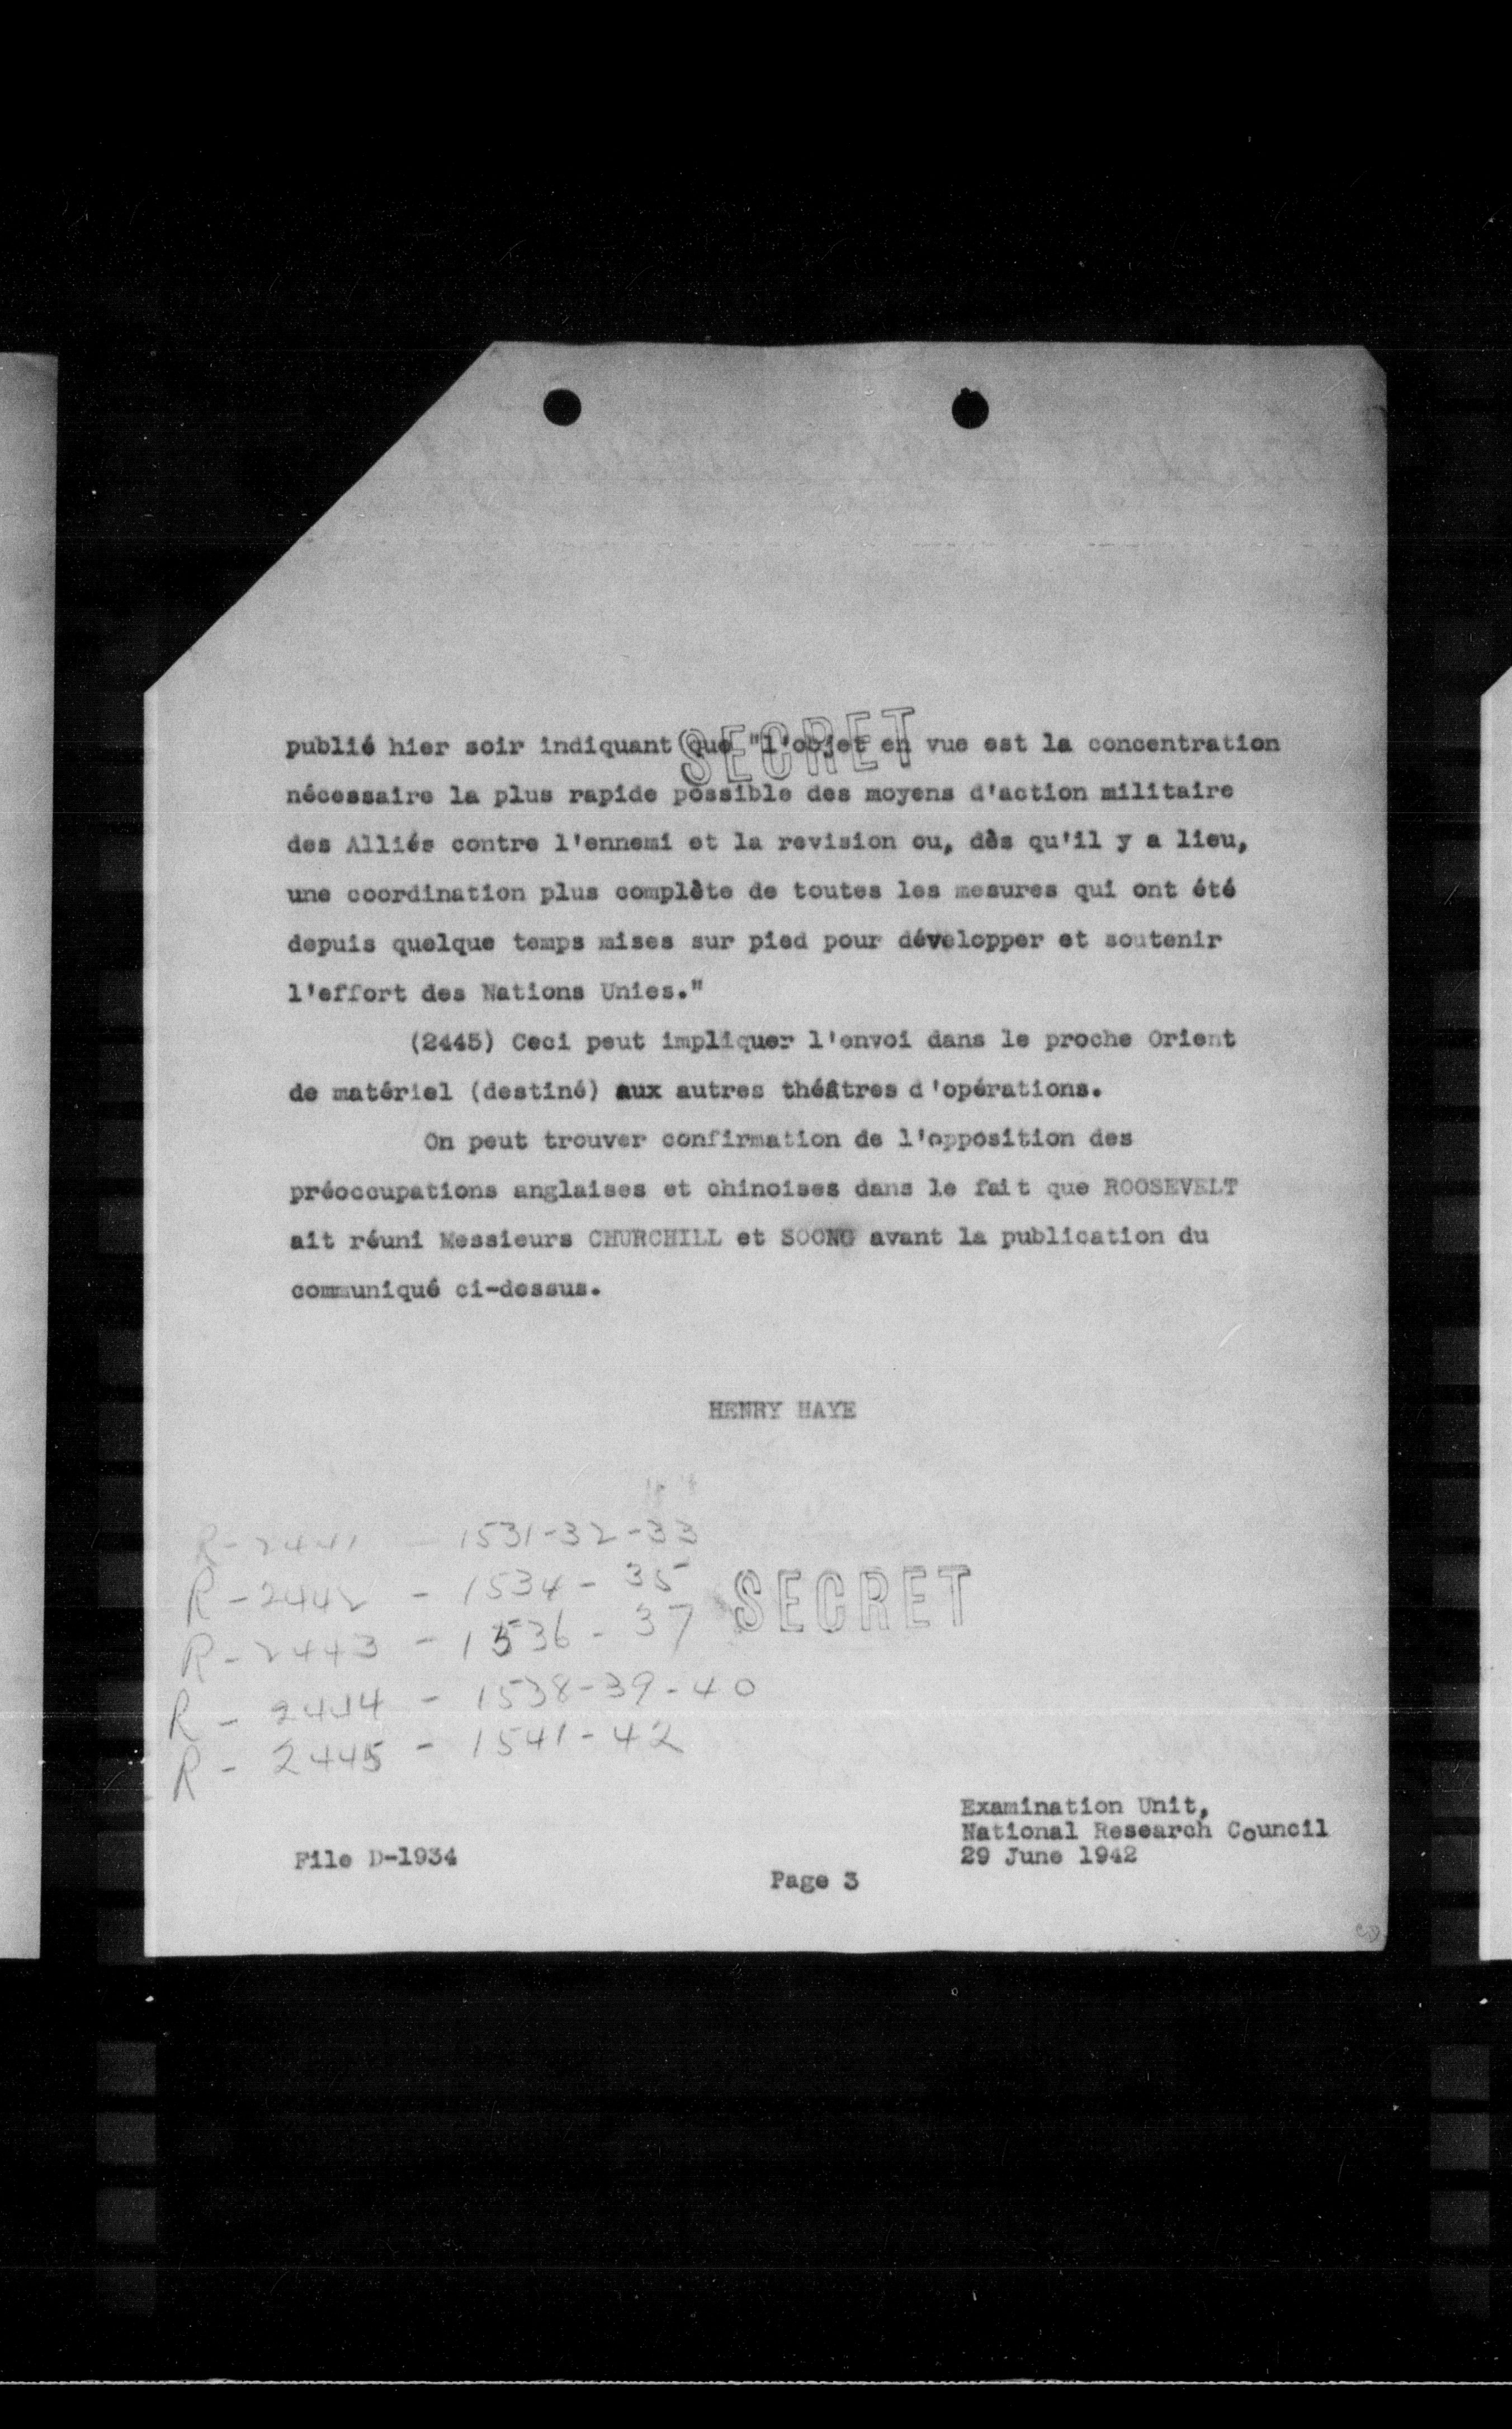 SECRET
publié hier soir indiquant que "l'objet en vue est la concentration
nécessaire la plus rapide possible des moyens d'action militaire
des Alliés contre l'ennemi et la revision ou, dès qu'il y a lieu,
une coordination plus complète de toutes les mesures qui ont été
depuis quelque temps mises sur pied pour développer et soutenir
l'effort des Nations Unies."
(2445) Ceci peut impliquer l'envoi dans le proche Orient
de matériel (destiné) aux autres théâtres d'opérations.
On peut trouver confirmation de l'opposition des
préoccupations anglaises et chinoises dans le fait que ROOSEVELT
ait réuni Messieurs CHURCHILL et SOONG avant la publication du
communiqué ci-dessus.
HENRY HAYE
R-2441 - 1531-32-33
R-2442 - 1534-35
SECRET
R-2443 - 1536-37
R-2444 - 1538-39-40
R-2445 - 1541-42
Examination Unit,
National Research Council
29 June 1942
File D-1934
Page 3